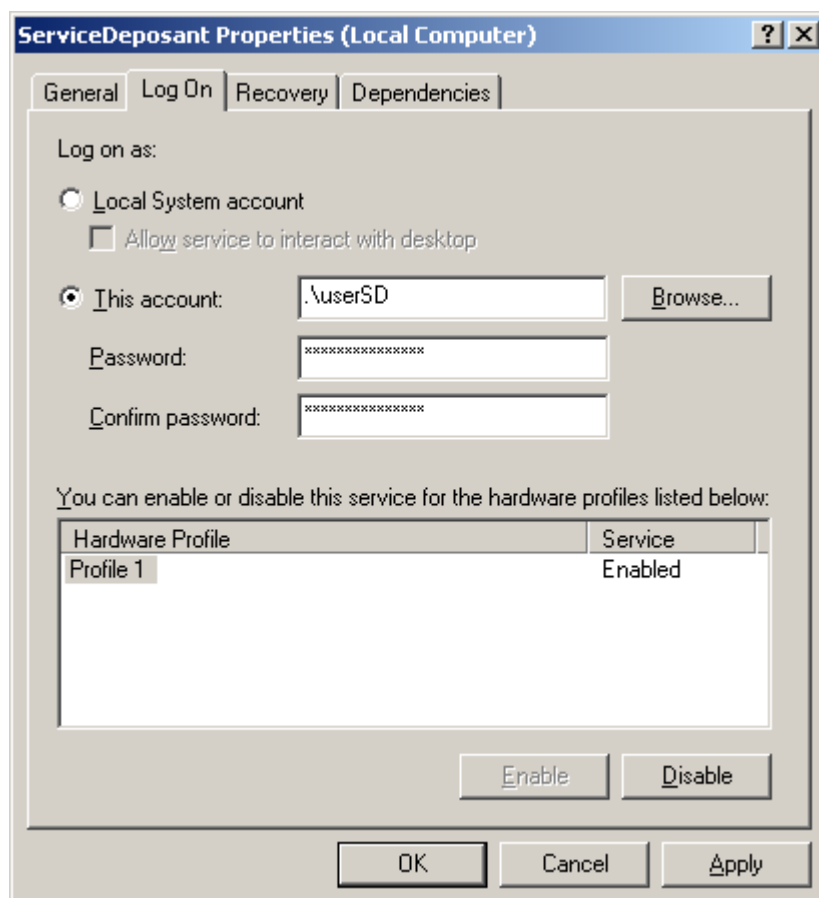 ServiceDeposant Properties (Local Computer)
General Log On Recovery Dependencies
Log on as:
Local System account
Allow service to interact with desktop
This account: .\userSD Browse...
Password: ***************
Confirm password: ***************
You can enable or disable this service for the hardware profiles listed below:
Hardware Profile Service
Profile 1 Enabled
Enable Disable
OK Cancel Apply